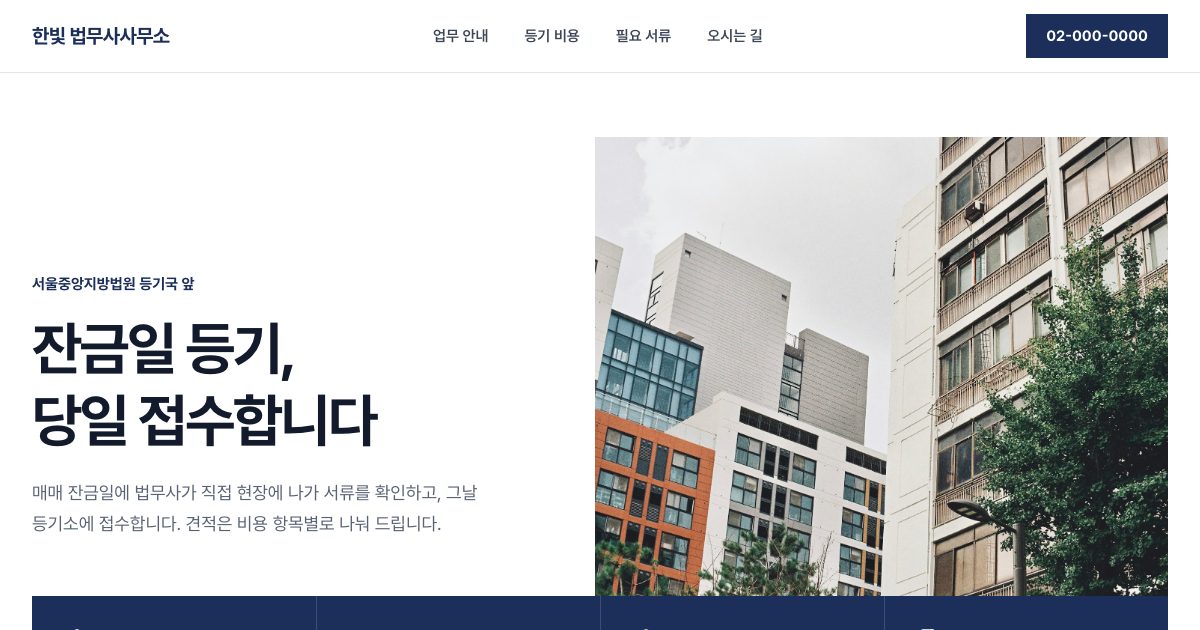 한빛 법무사사무소
업무 안내
등기 비용
필요 서류
오시는 길
02-000-0000
서울중앙지방법원 등기국 앞
잔금일 등기,
당일 접수합니다
매매 잔금일에 법무사가 직접 현장에 나가 서류를 확인하고, 그날
등기소에 접수합니다. 견적은 비용 항목별로 나눠 드립니다.